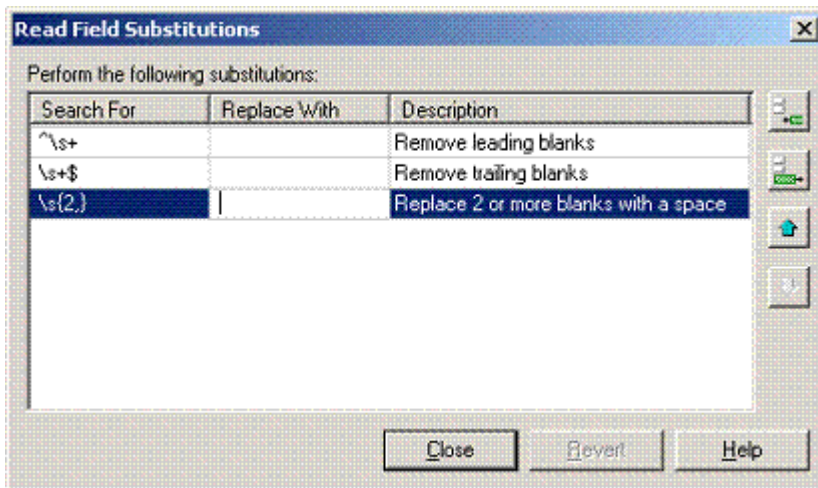 Read Field Substitutions
Perform the following substitutions:
Search For Replace With Description
^\s+ Remove leading blanks
\s+$ Remove trailing blanks
\s{2,} Replace 2 or more blanks with a space
Close Revert Help